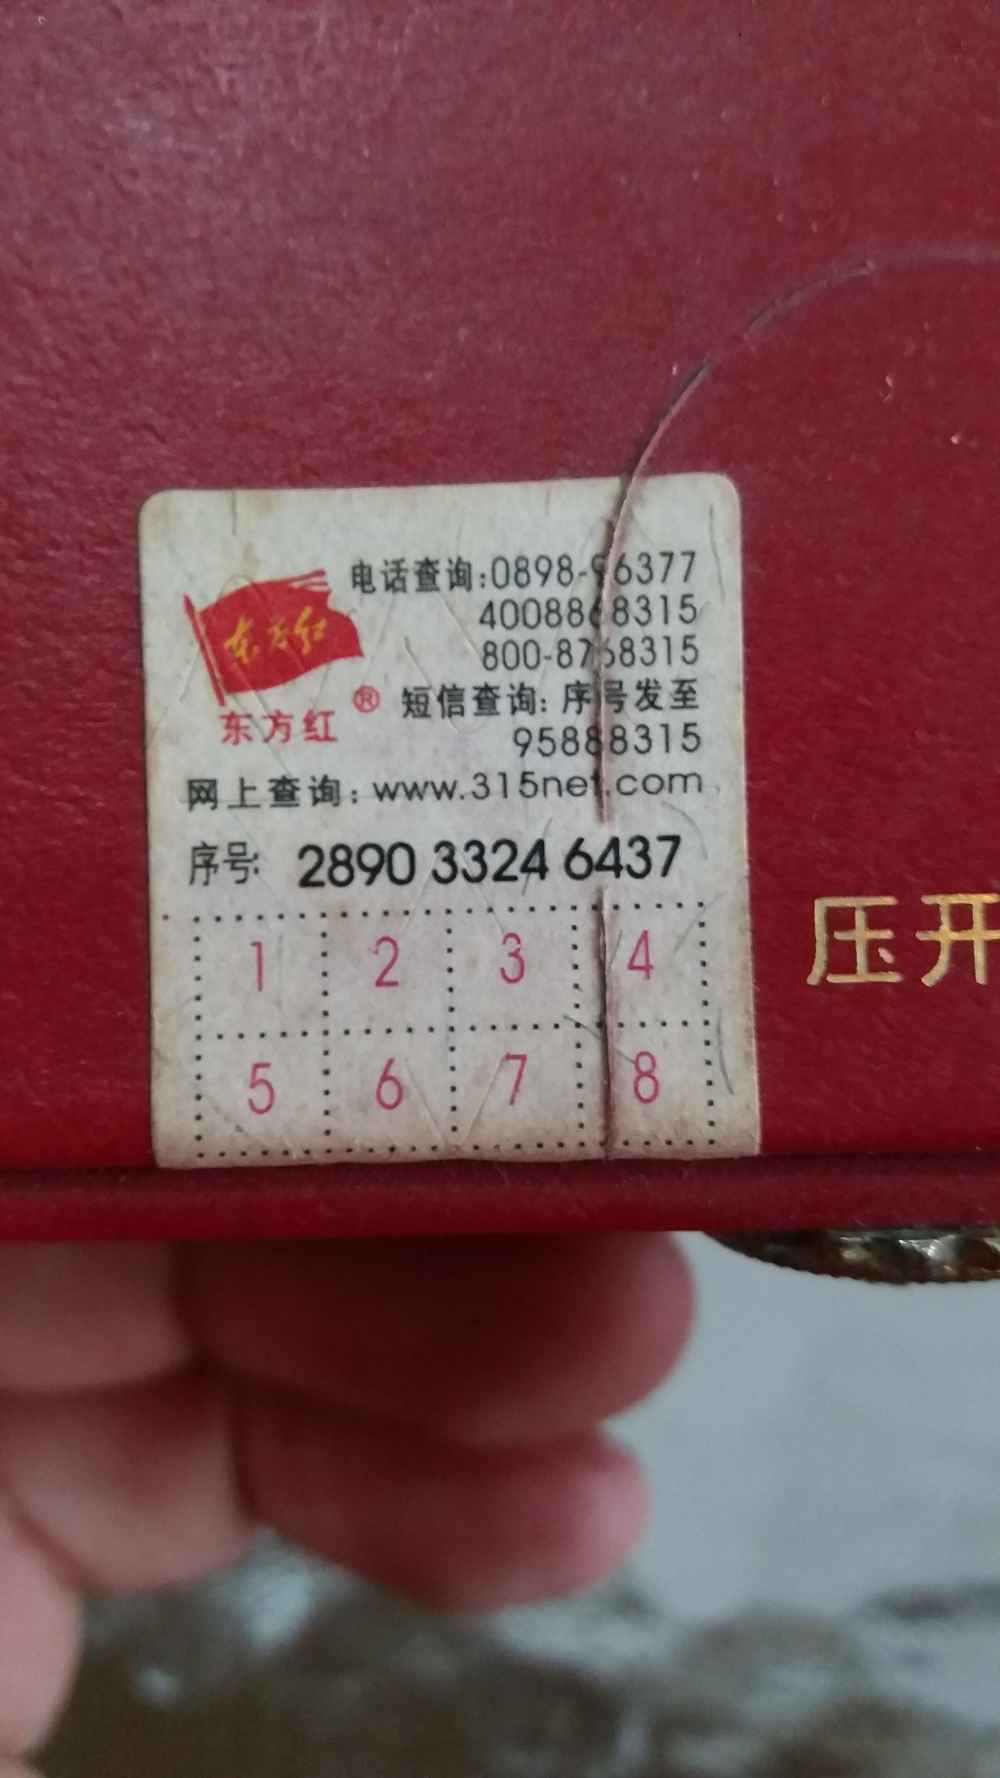 电话查询:0898-96377
4008868315
800-8768315
东方红
东方红®
短信查询:序号发至
95888315
网上查询:www.315net.com
序号: 2890 3324 6437
1 2 3 4
5 6 7 8
压开